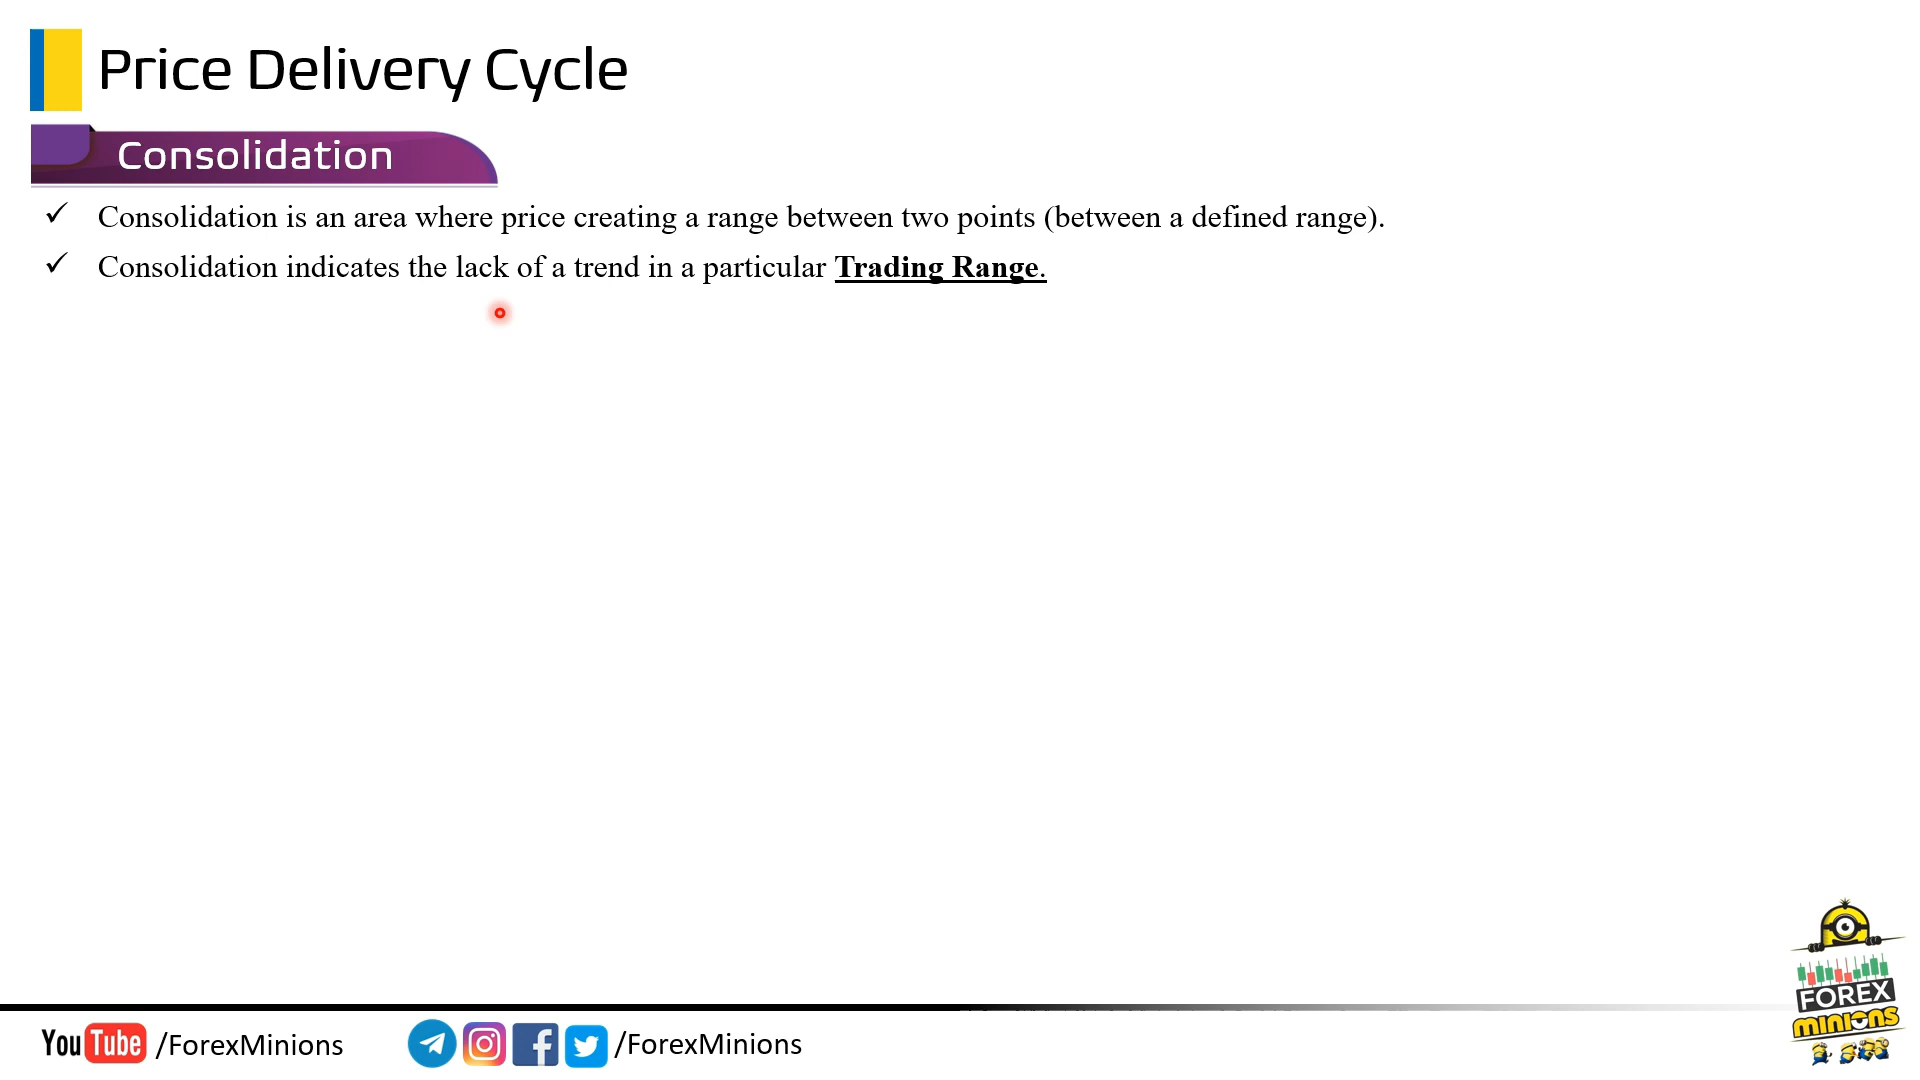 Price Delivery Cycle
Consolidation
✓ Consolidation is an area where price creating a range between two points (between a defined range).
✓ Consolidation indicates the lack of a trend in a particular Trading Range.
YouTube /ForexMinions
/ForexMinions
FOREX
minions